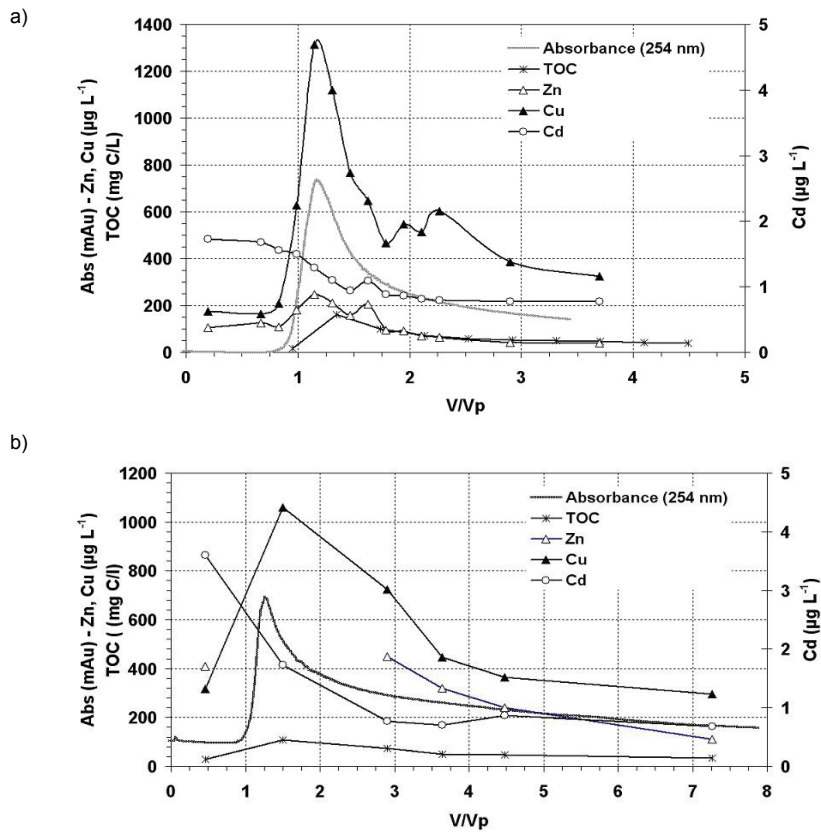 a)
1400
1200
1000
800
600
400
200
0
Abs (mAu) - Zn, Cu (µg L⁻¹)
TOC (mg C/L)
5
4
3
2
1
0
Cd (µg L⁻¹)
Absorbance (254 nm)
TOC
Zn
Cu
Cd
0 1 2 3 4 5
V/Vp
b)
1200
1000
800
600
400
200
0
Abs (mAu) - Zn, Cu (µg L⁻¹)
TOC ( (mg C/l)
5
4
3
2
1
0
Cd (µg L⁻¹)
Absorbance (254 nm)
TOC
Zn
Cu
Cd
0 1 2 3 4 5 6 7 8
V/Vp